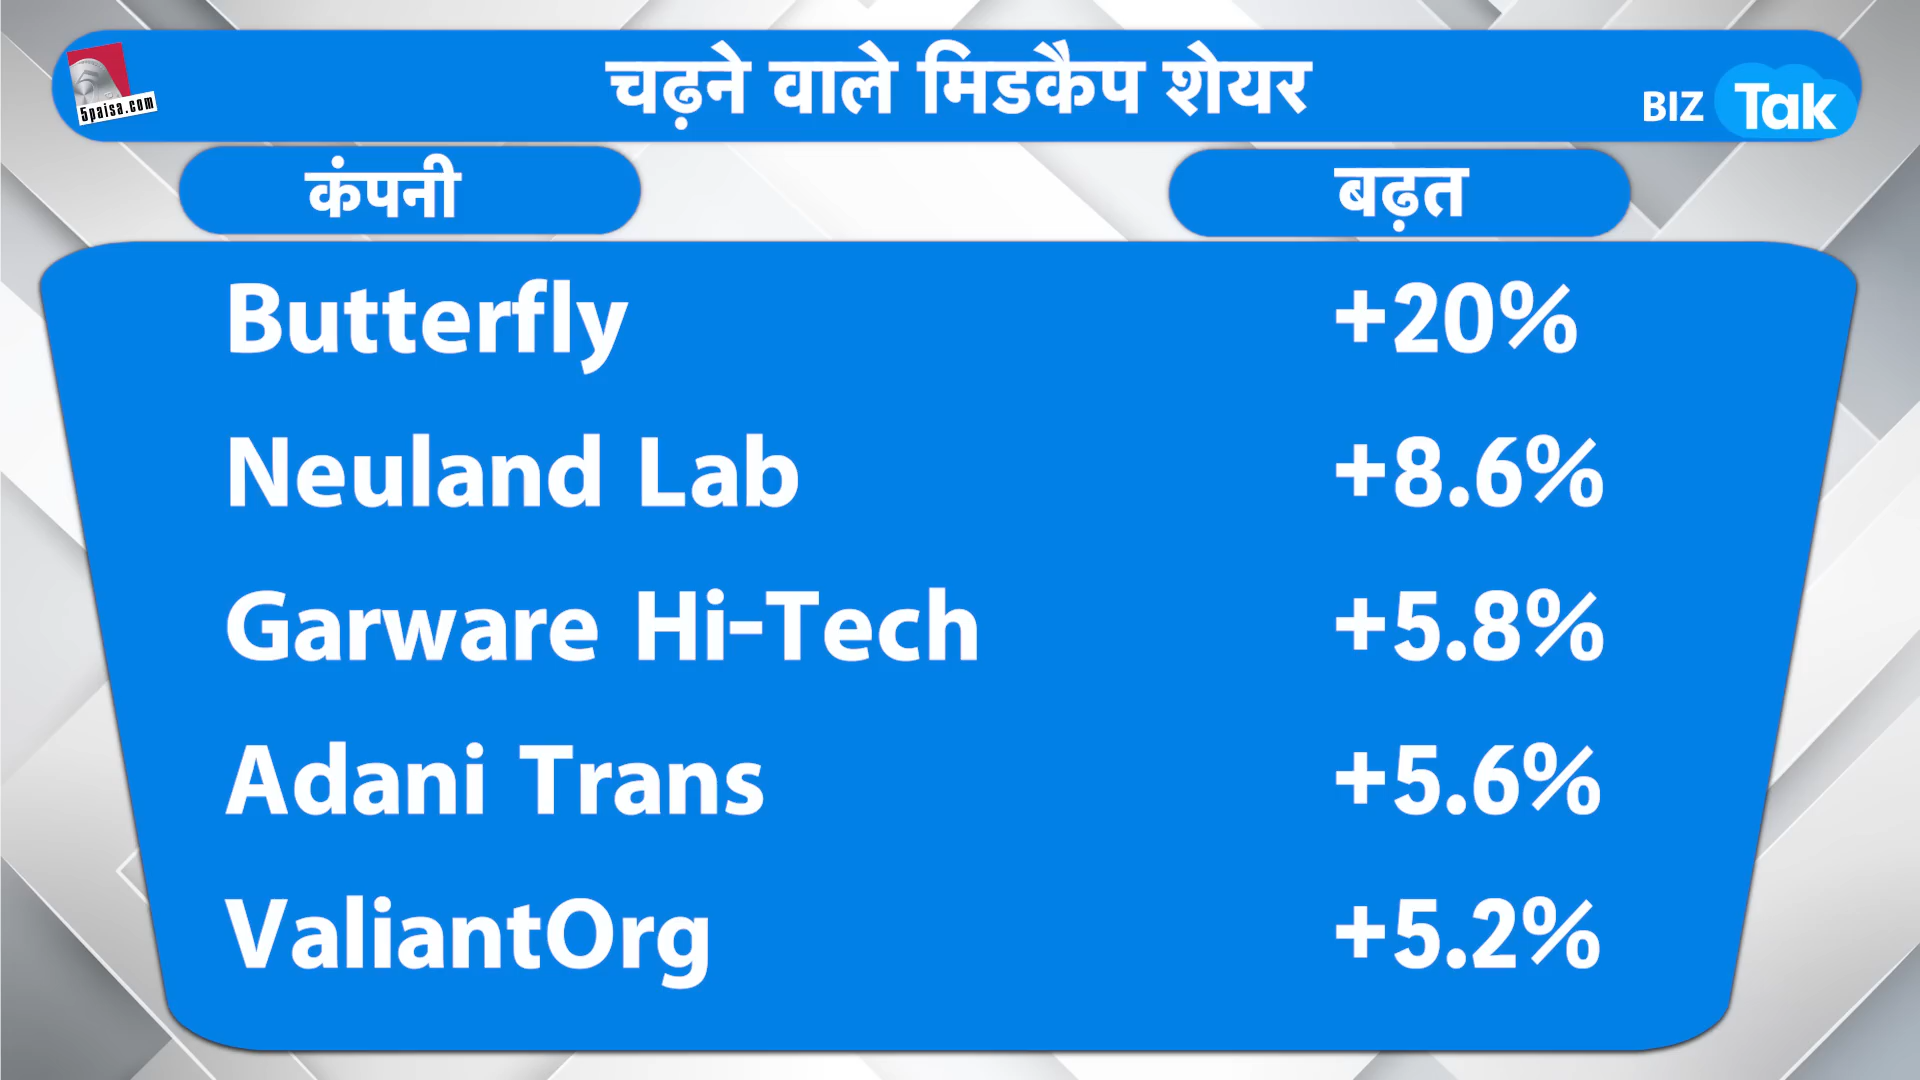 5paisa.com
चढ़ने वाले मिडकैप शेयर
BIZ Tak
कंपनी बढ़त
Butterfly +20%
Neuland Lab +8.6%
Garware Hi-Tech +5.8%
Adani Trans +5.6%
ValiantOrg +5.2%